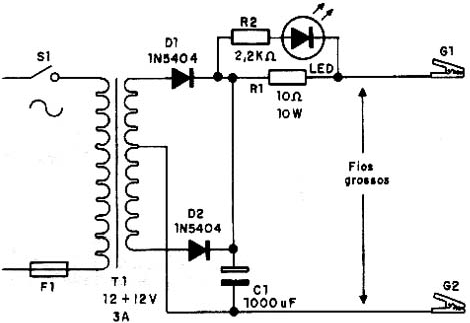 S1
D1
1N5404
R2
2,2KΩ
LED
R1
10Ω
10W
G1
Fios
grossos
D2
1N5404
F1
T1
12 + 12V
3A
C1
1000uF
G2